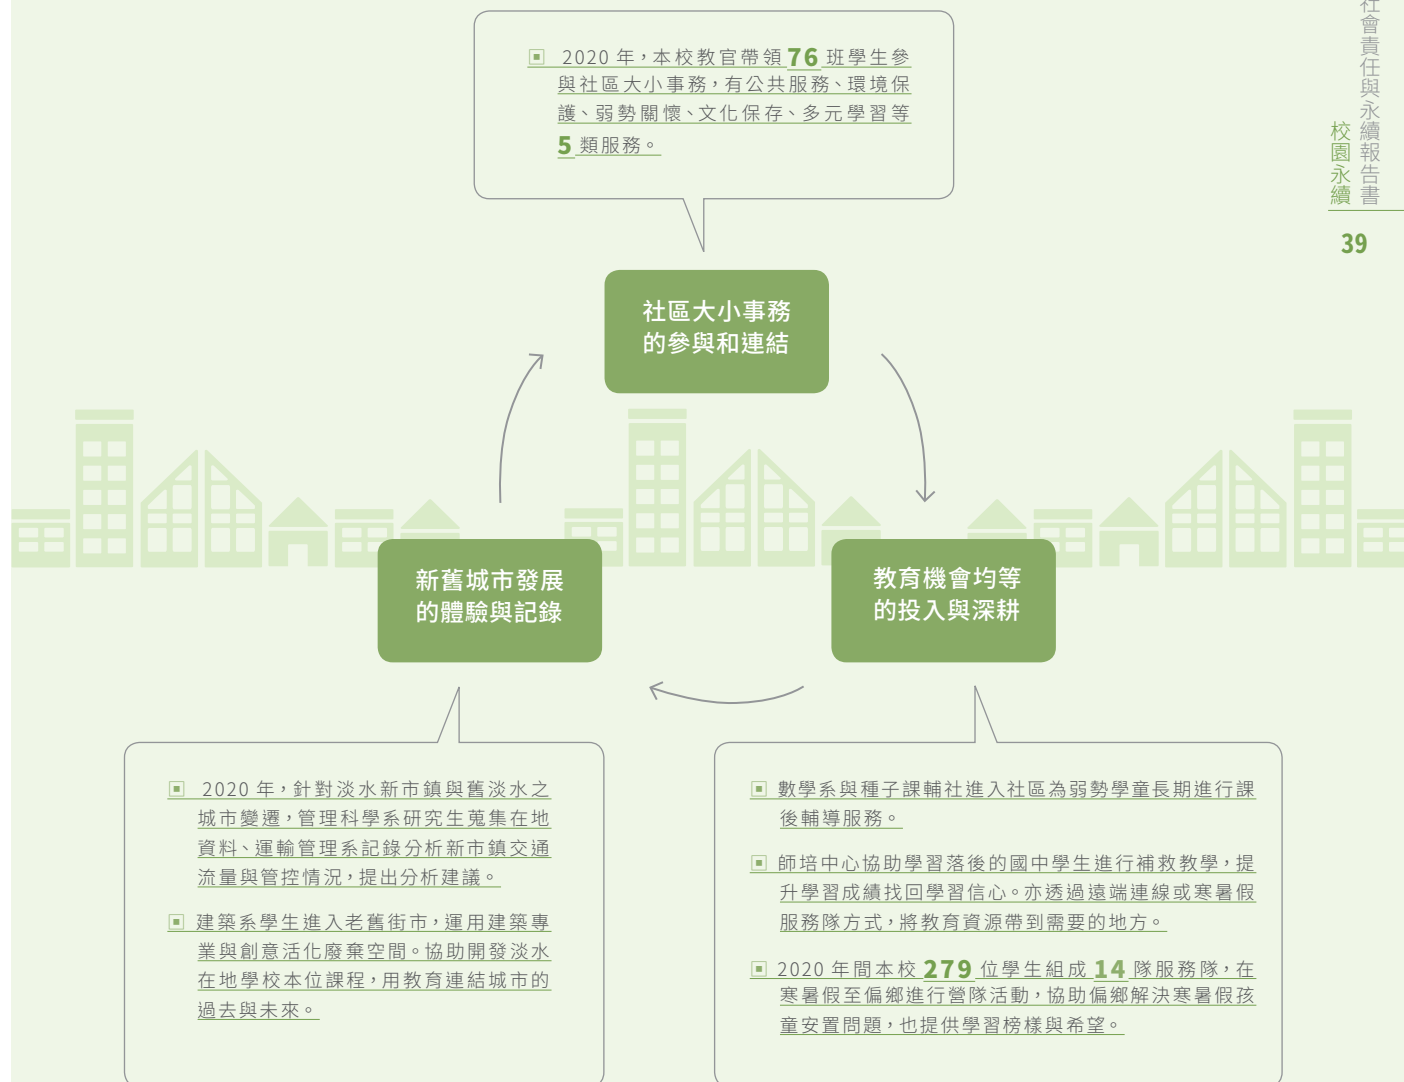 社會責任與永續報告書
校園永續
39
2020 年，本校教官帶領 76 班學生參
與社區大小事務，有公共服務、環境保
護、弱勢關懷、文化保存、多元學習等
5 類服務。
社區大小事務
的參與和連結
新舊城市發展
的體驗與記錄
教育機會均等
的投入與深耕
2020 年，針對淡水新市鎮與舊淡水之
城市變遷，管理科學系研究生蒐集在地
資料、運輸管理系記錄分析新市鎮交通
流量與管控情況，提出分析建議。
建築系學生進入老舊街市，運用建築專
業與創意活化廢棄空間。協助開發淡水
在地學校本位課程，用教育連結城市的
過去與未來。
數學系與種子課輔社進入社區為弱勢學童長期進行課
後輔導服務。
師培中心協助學習落後的國中學生進行補救教學，提
升學習成績找回學習信心。亦透過遠端連線或寒暑假
服務隊方式，將教育資源帶到需要的地方。
2020 年間本校 279 位學生組成 14 隊服務隊，在
寒暑假至偏鄉進行營隊活動，協助偏鄉解決寒暑假孩
童安置問題，也提供學習榜樣與希望。